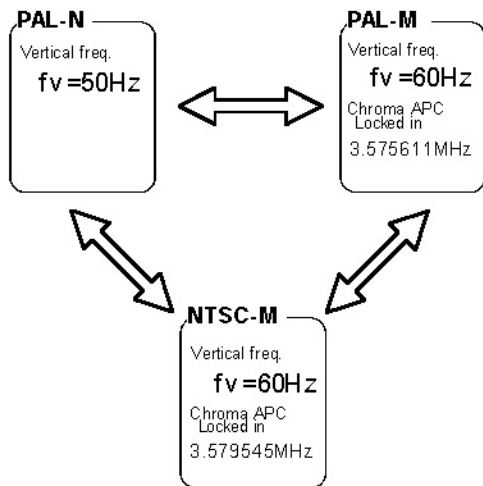 PAL-N
Vertical freq.
fv=50Hz
PAL-M
Vertical freq.
fv=60Hz
Chroma APC
Locked in
3.575611MHz
NTSC-M
Vertical freq.
fv=60Hz
Chroma APC
Locked in
3.579545MHz